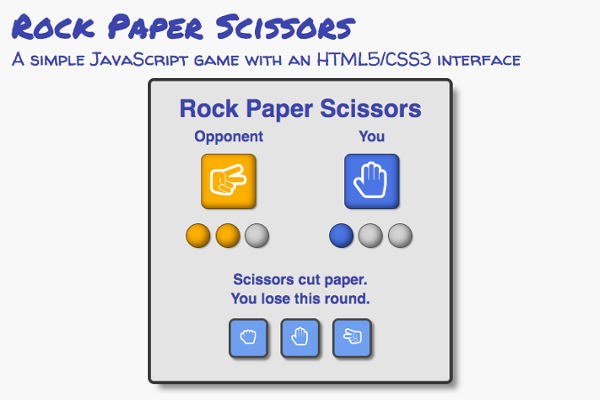 Rock Paper Scissors
A simple JavaScript game with an HTML5/CSS3 interface
Rock Paper Scissors
Opponent You
Scissors cut paper.
You lose this round.